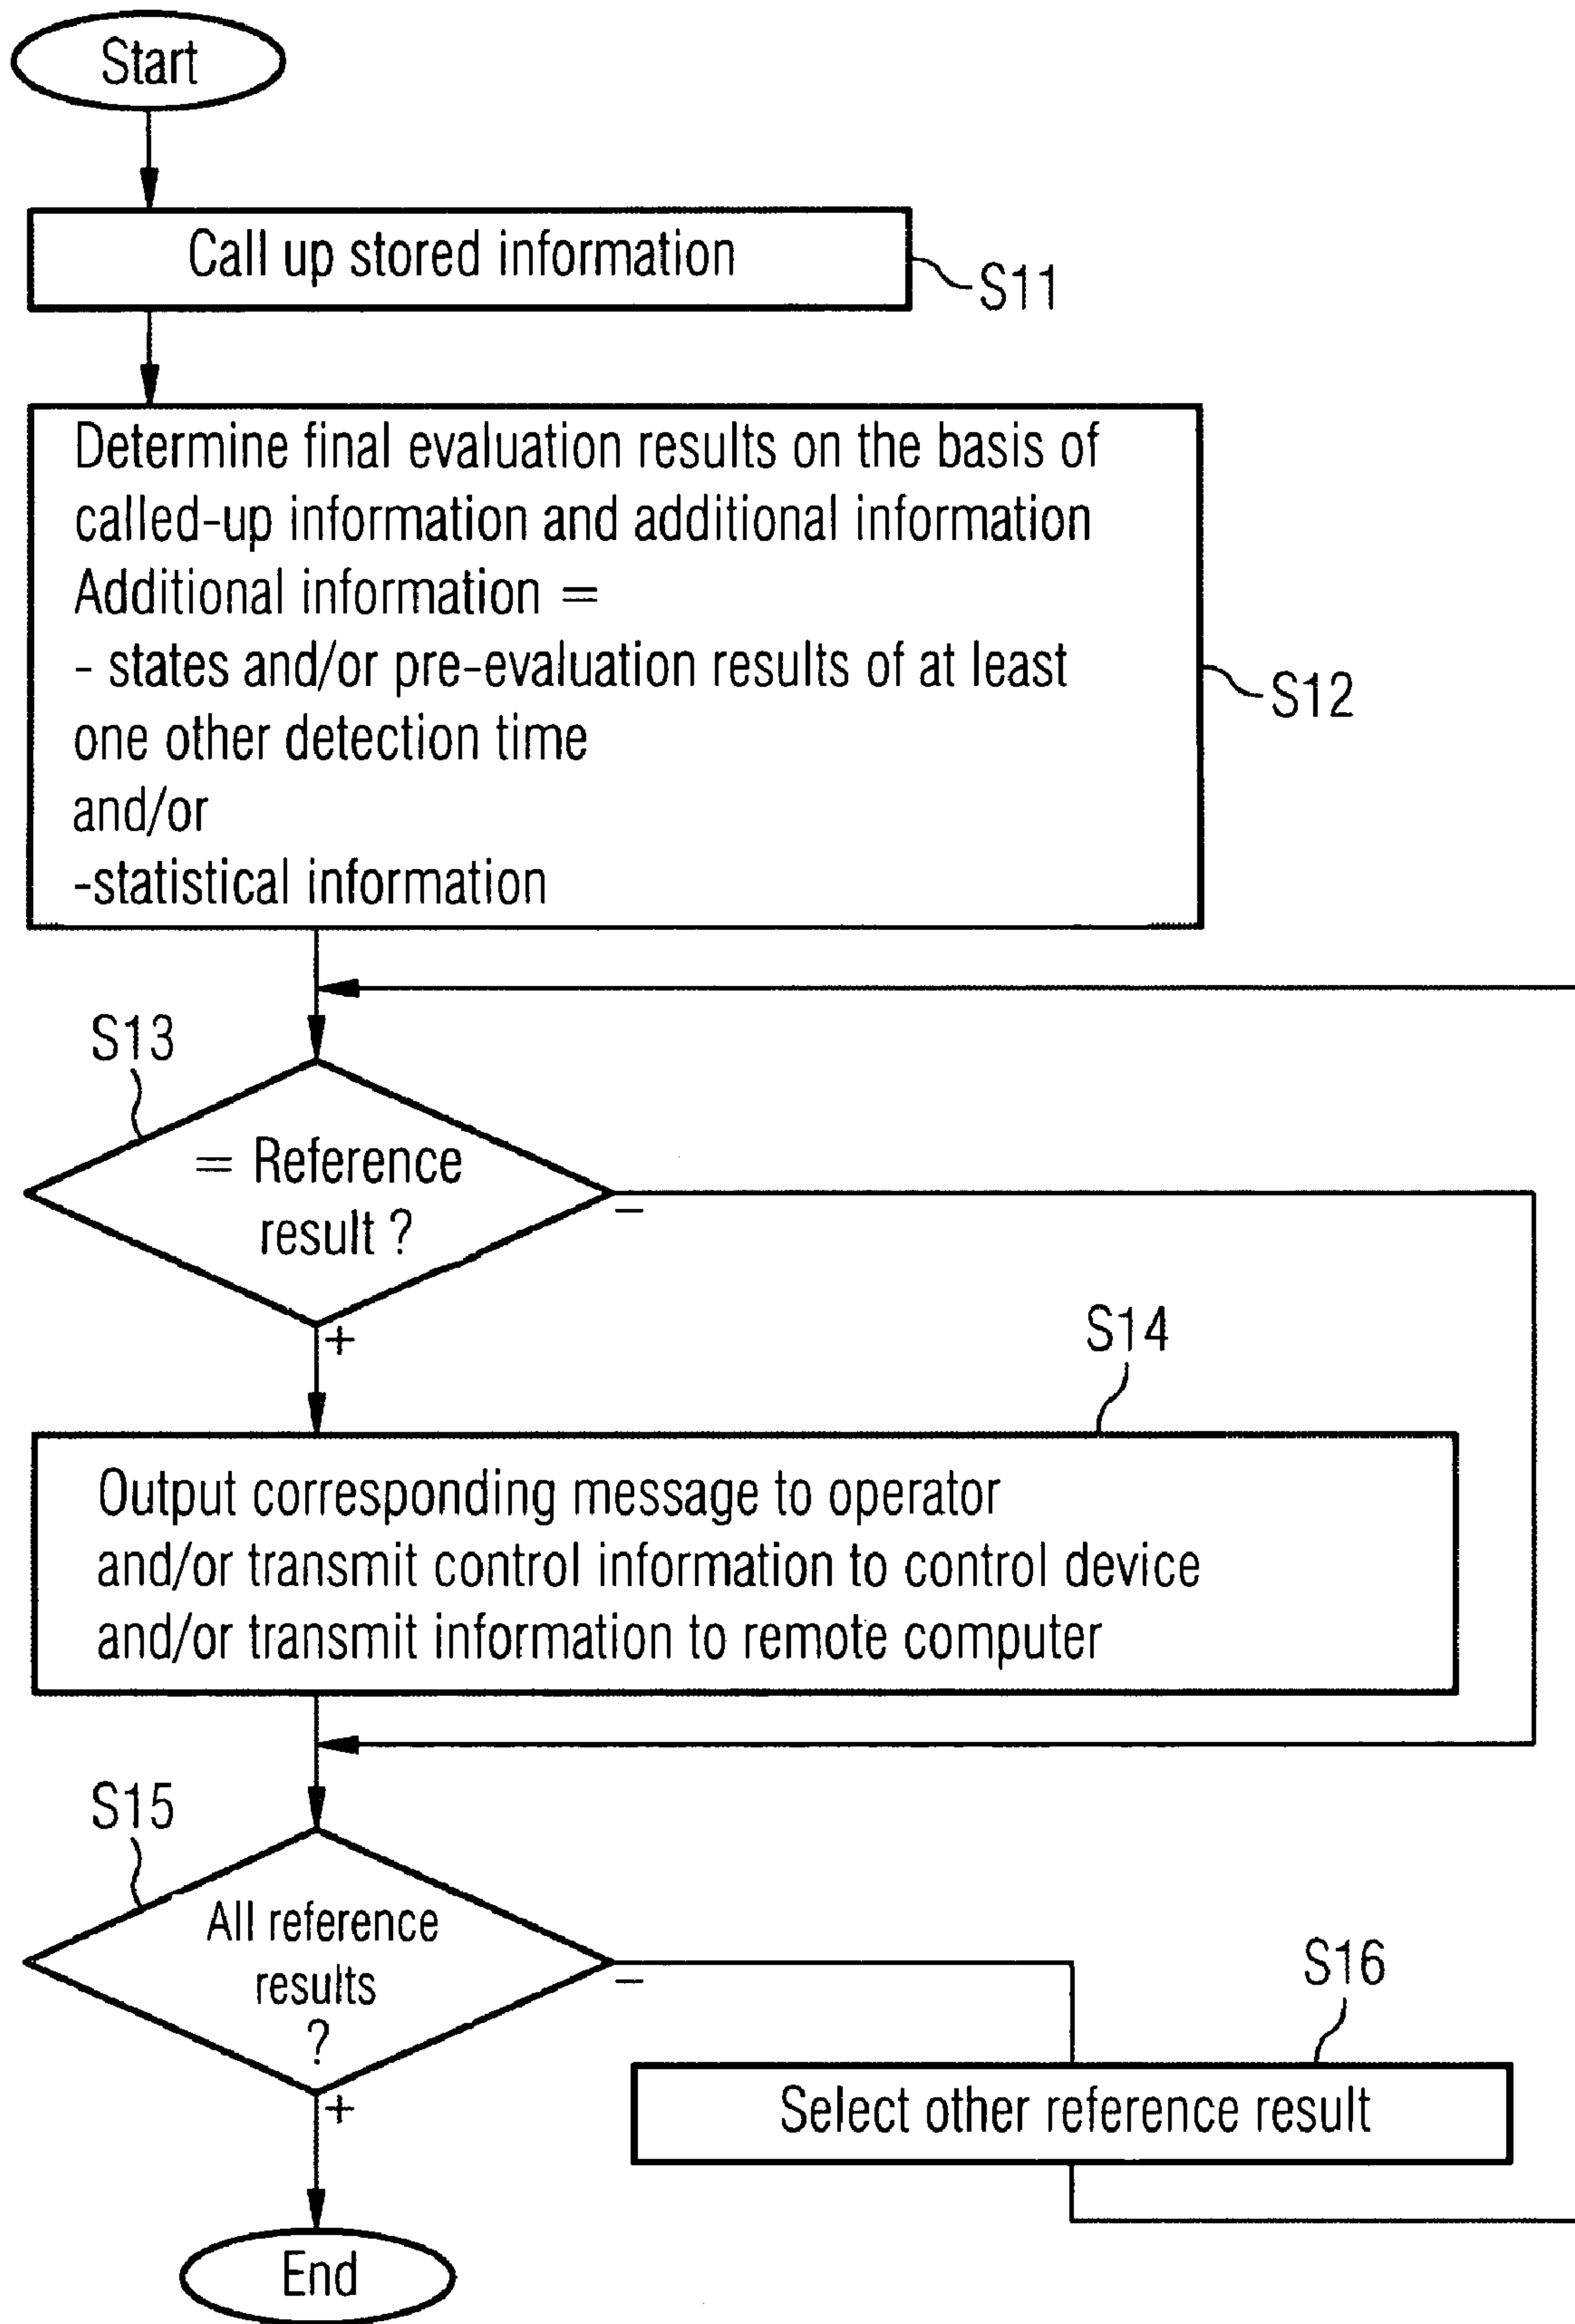 Start
Call up stored information
S11
Determine final evaluation results on the basis of
called-up information and additional information
Additional information =
- states and/or pre-evaluation results of at least
one other detection time
and/or
-statistical information
S12
S13
= Reference
result ?
–
+
S14
Output corresponding message to operator
and/or transmit control information to control device
and/or transmit information to remote computer
S15
All reference
results
?
–
+
S16
Select other reference result
End